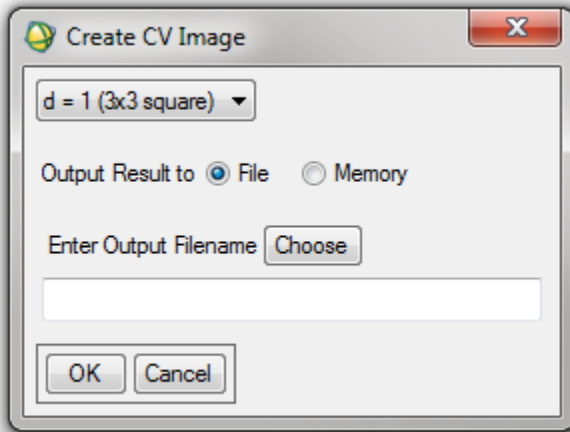 Create CV Image
d = 1 (3x3 square)
Output Result to File Memory
Enter Output Filename Choose
OK Cancel